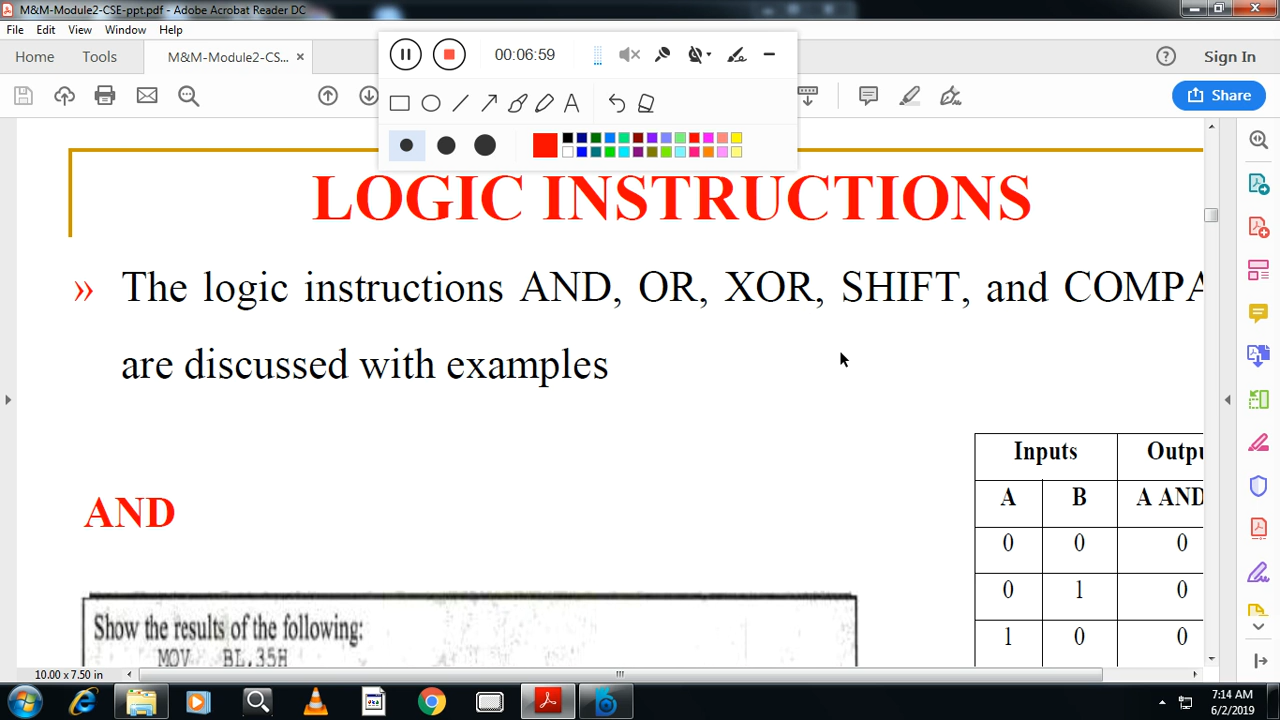 M&M-Module2-CSE-ppt.pdf - Adobe Acrobat Reader DC
File Edit View Window Help
Home Tools M&M-Module2-CS... × Sign In
00:06:59
Share
LOGIC INSTRUCTIONS
» The logic instructions AND, OR, XOR, SHIFT, and COMPA
are discussed with examples
Inputs Outpu
A B A AND
AND
0 0 0
0 1 0
1 0 0
Show the results of the following:
MOV BL,35H
10.00 x 7.50 in
7:14 AM
6/2/2019